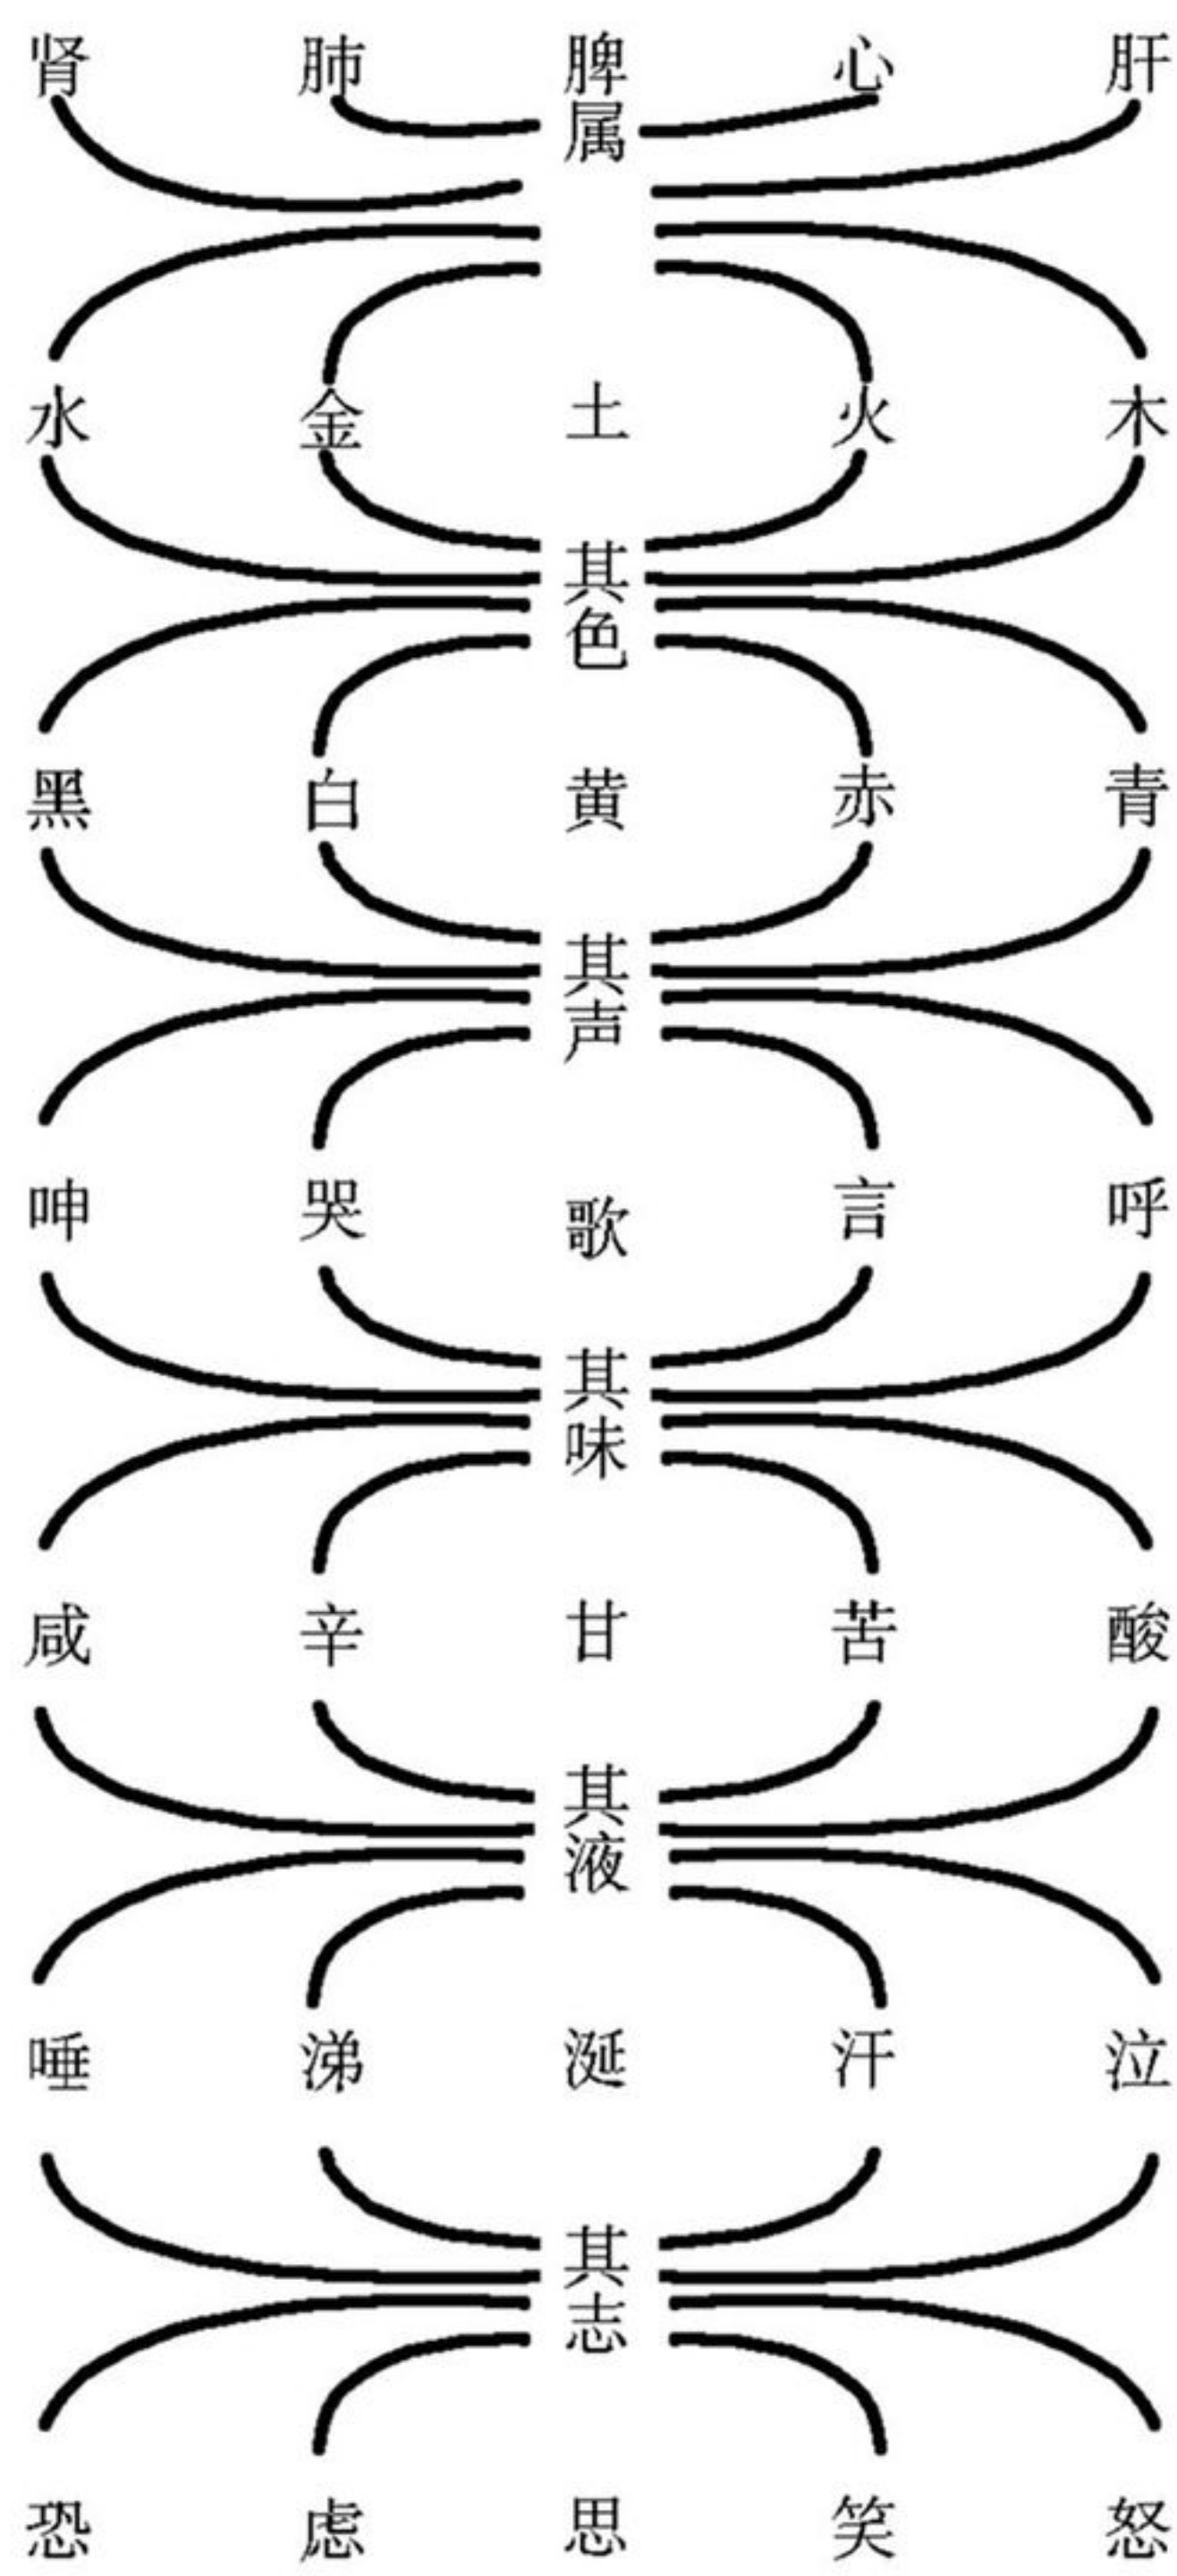 肾 肺 脾 心 肝
属
水 金 土 火 木
其
色
黑 白 黄 赤 青
其
声
呻 哭 歌 言 呼
其
味
咸 辛 甘 苦 酸
其
液
唾 涕 涎 汗 泣
其
志
恐 虑 思 笑 怒